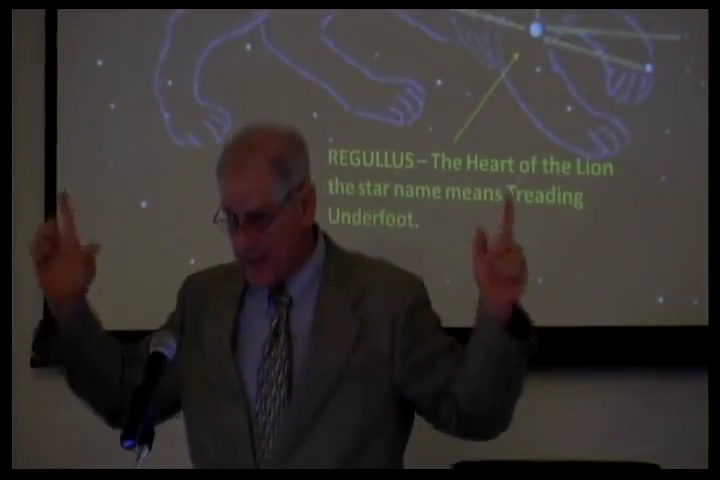 REGULLUS – The Heart of the Lion
the star name means Treading
Underfoot.